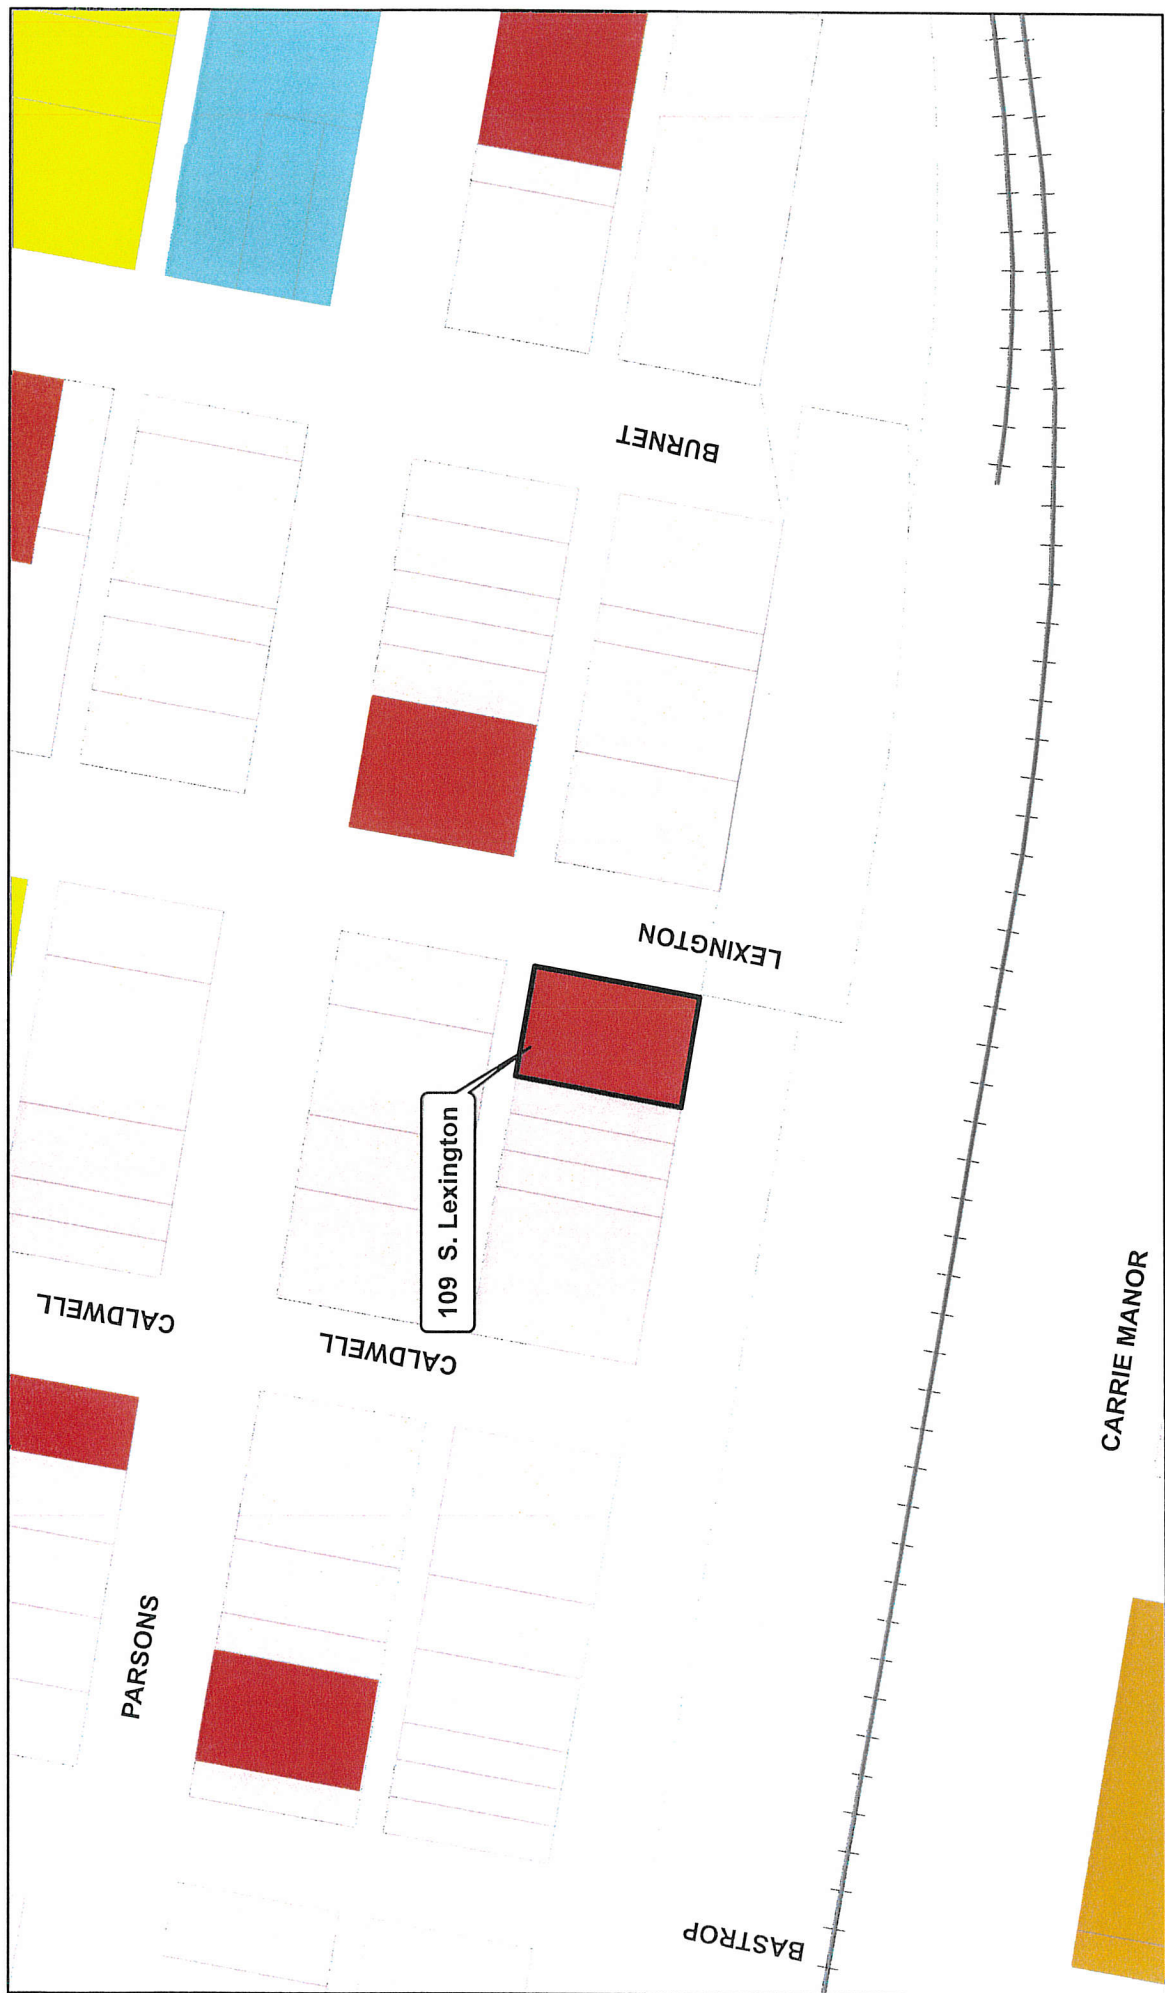 BURNET
LEXINGTON
109 S. Lexington
CALDWELL
CALDWELL
CARRIE MANOR
PARSONS
BASTROP